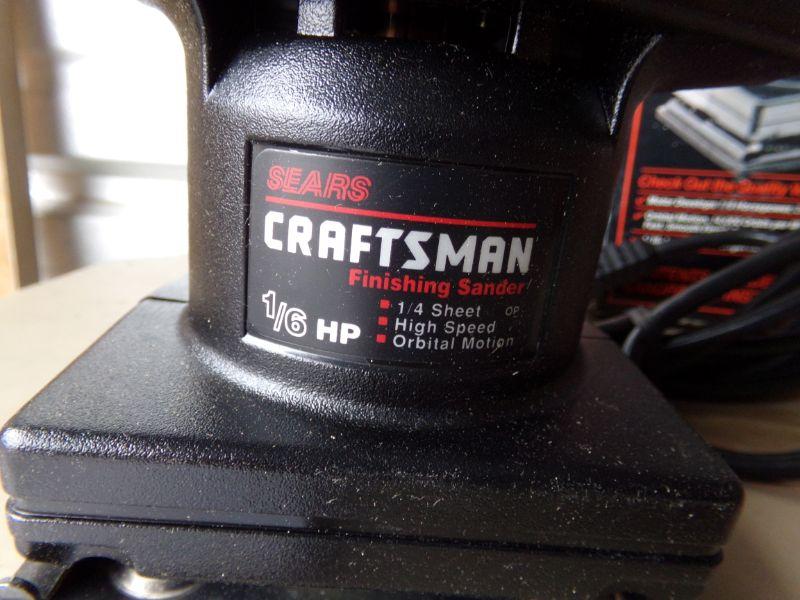 SEARS
CRAFTSMAN
Finishing Sander
1/6 HP
1/4 Sheet
High Speed
Orbital Motion
Check Out the Quality